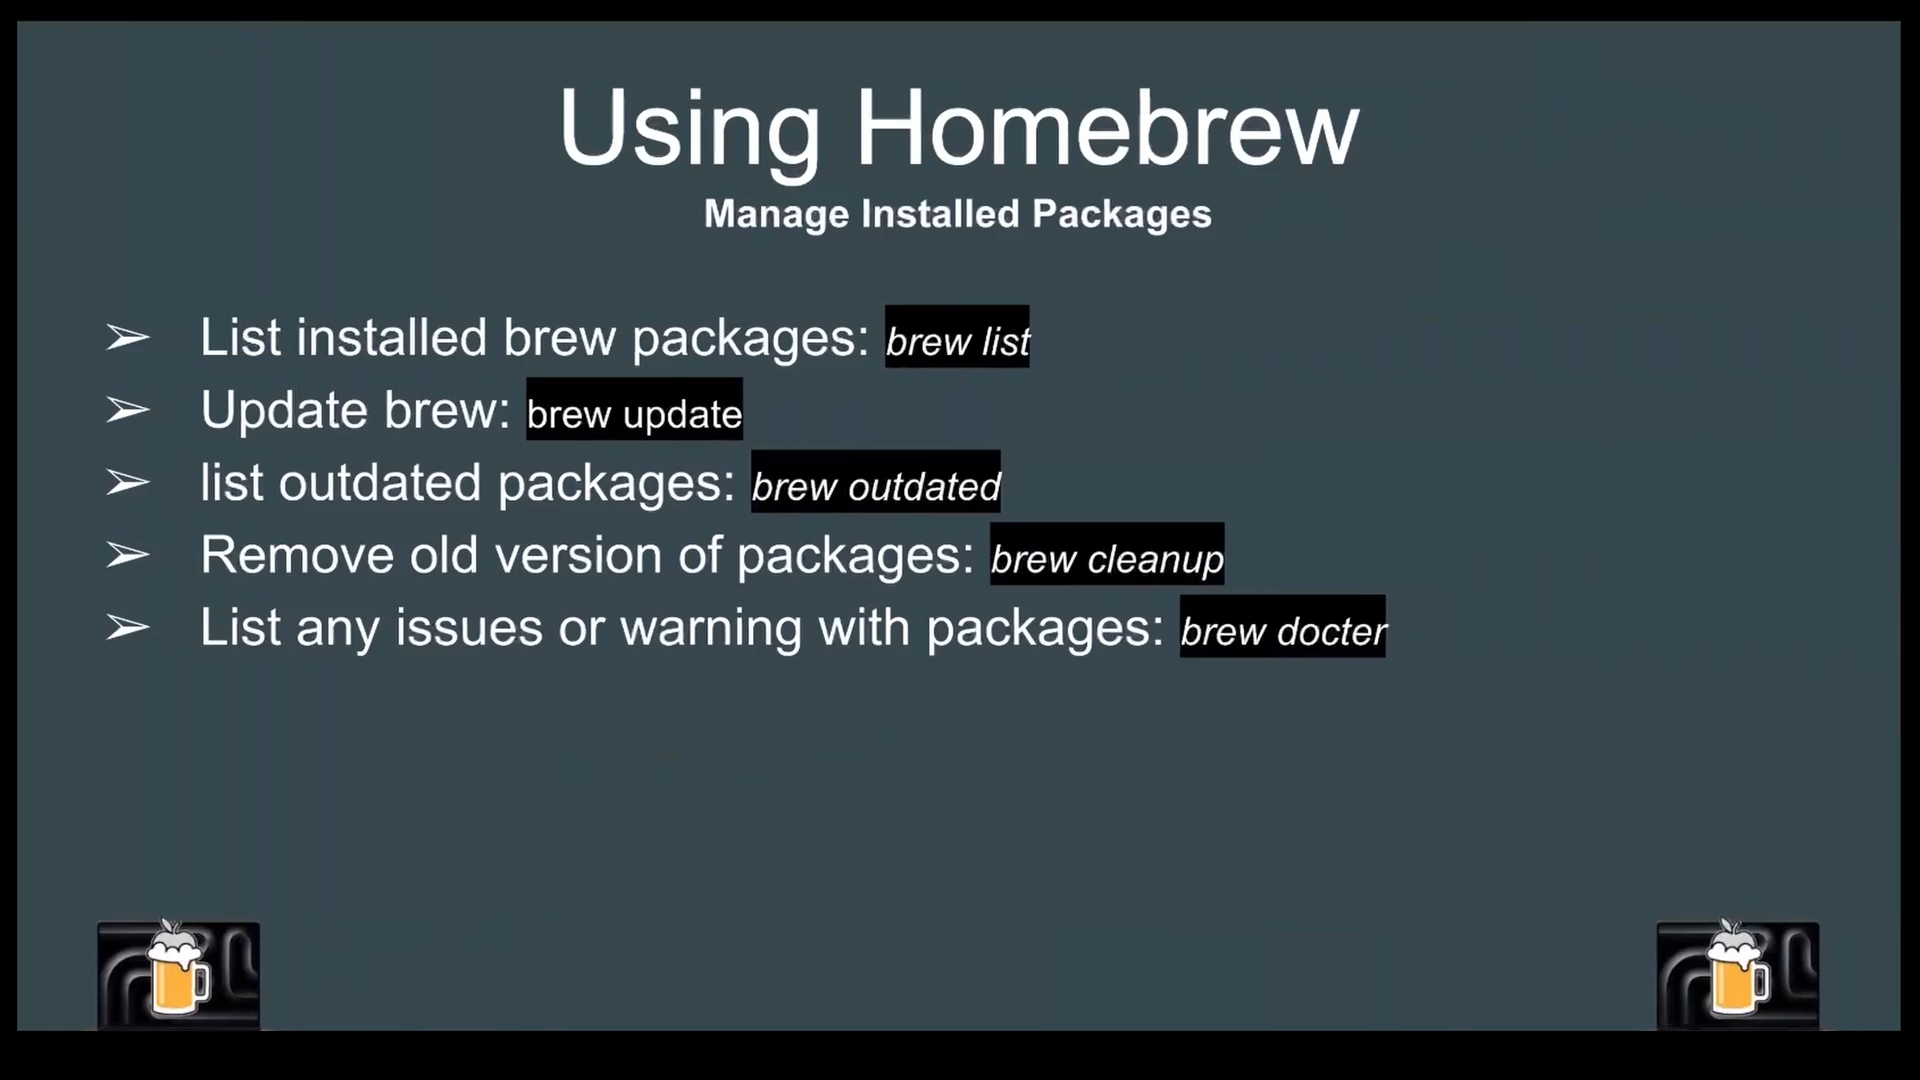 Using Homebrew
Manage Installed Packages
➢ List installed brew packages: brew list
➢ Update brew: brew update
➢ list outdated packages: brew outdated
➢ Remove old version of packages: brew cleanup
➢ List any issues or warning with packages: brew docter